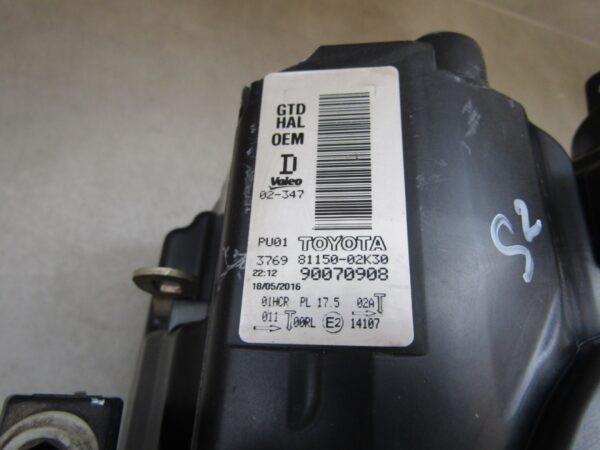 GTD
HAL
OEM
D
Valeo
02-347
PU01 TOYOTA
3769 81150-02K30
22:12 90070908
18/05/2016
01HCR PL 17.5 02A
011 00RL E2 14107
S2